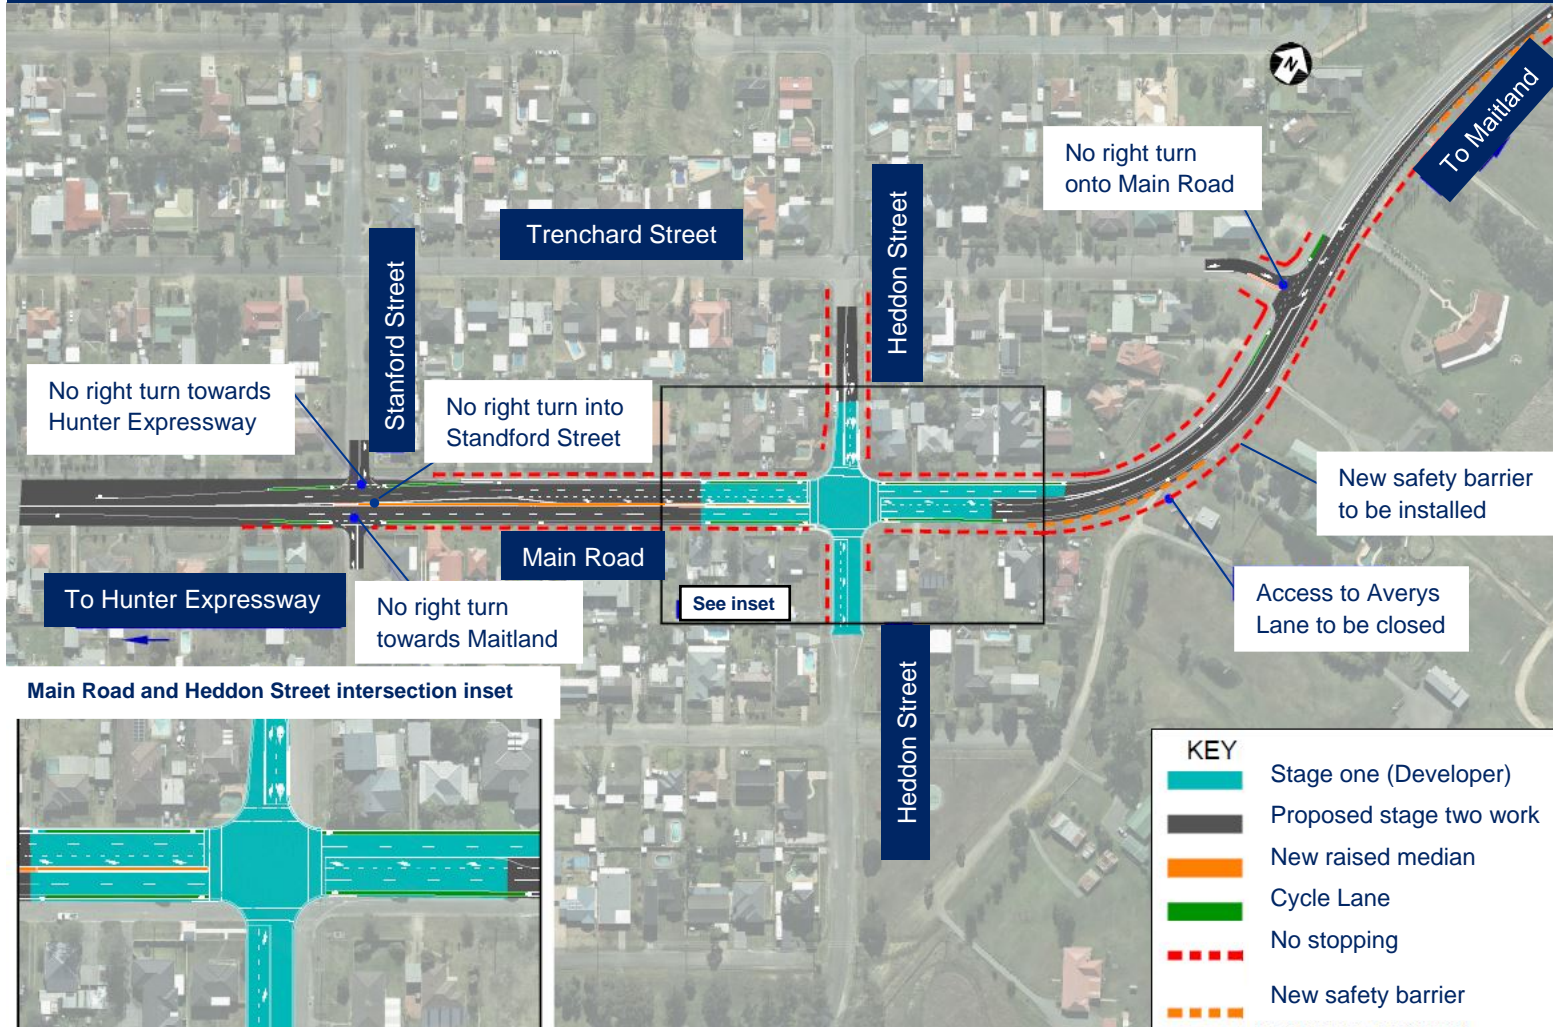 N
To Maitland
No right turn
onto Main Road
Heddon Street
Trenchard Street
Stanford Street
No right turn towards
Hunter Expressway
No right turn into
Standford Street
New safety barrier
to be installed
Main Road
See inset
To Hunter Expressway
No right turn
towards Maitland
Access to Averys
Lane to be closed
Heddon Street
Main Road and Heddon Street intersection inset
KEY
Stage one (Developer)
Proposed stage two work
New raised median
Cycle Lane
No stopping
New safety barrier